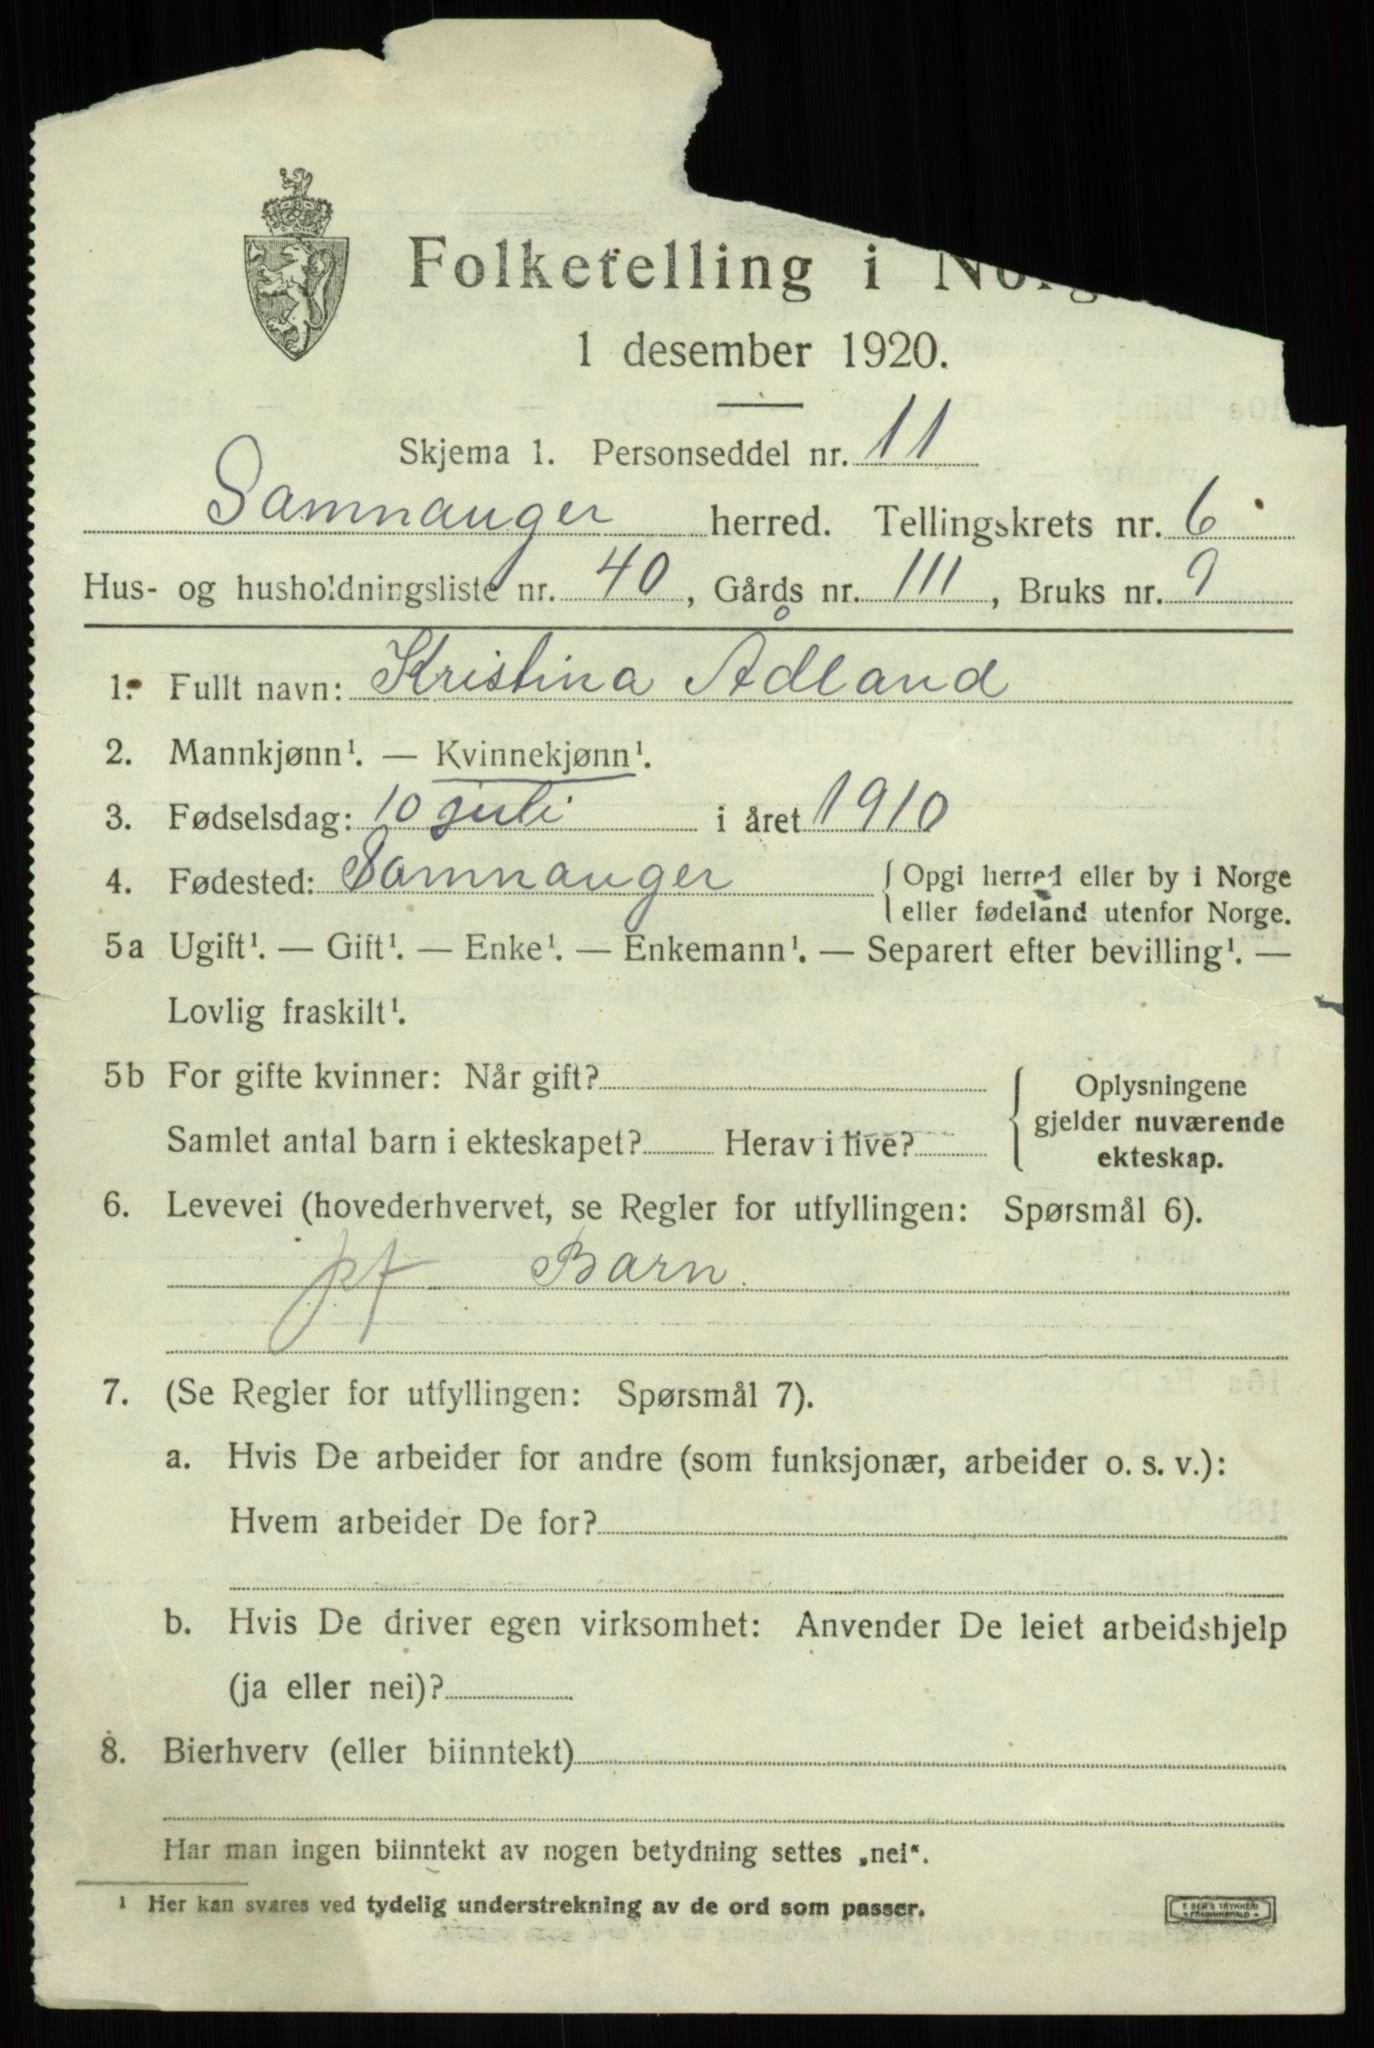 Folketelling i Norg
1 desember 1920.
Skjema 1. Personseddel nr. 11
Samnanger herred. Tellingskrets nr. 6
Hus- og husholdningsliste nr. 40, Gårds nr. 111, Bruks nr. 9
1. Fullt navn: Kristina Ådland
2. Mannkjønn¹. — Kvinnekjønn¹.
3. Fødselsdag: 10 juli i året 1910
4. Fødested: Samnanger { Opgi herred eller by i Norge
eller fødeland utenfor Norge.
5a Ugift¹. — Gift¹. — Enke¹. — Enkemann¹. — Separert efter bevilling¹. —
Lovlig fraskilt¹.
5b For gifte kvinner: Når gift?
Samlet antal barn i ekteskapet? Herav i live?
{ Oplysningene
gjelder nuværende
ekteskap.
6. Levevei (hovederhvervet, se Regler for utfyllingen: Spørsmål 6).
pf Barn
7. (Se Regler for utfyllingen: Spørsmål 7).
a. Hvis De arbeider for andre (som funksjonær, arbeider o. s. v.):
Hvem arbeider De for?
b. Hvis De driver egen virksomhet: Anvender De leiet arbeidshjelp
(ja eller nei)?
8. Bierhverv (eller biinntekt)
Har man ingen biinntekt av nogen betydning settes „nei“.
¹ Her kan svares ved tydelig understrekning av de ord som passer.
E SEM'S TRYKKERI
FREDRIKSHALD